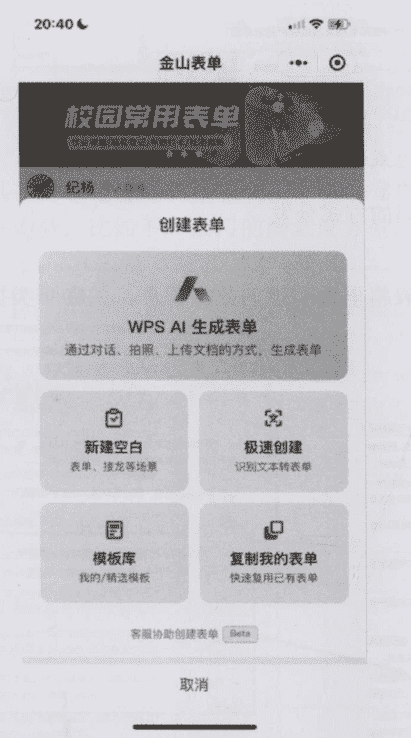 20:40
金山表单
校园常用表单
纪杨
创建表单
WPS AI 生成表单
通过对话、拍照、上传文档的方式，生成表单
新建空白
表单、接龙等场景
极速创建
识别文本转表单
模板库
我的/精选模板
复制我的表单
快速复用已有表单
客服协助创建表单 Beta
取消